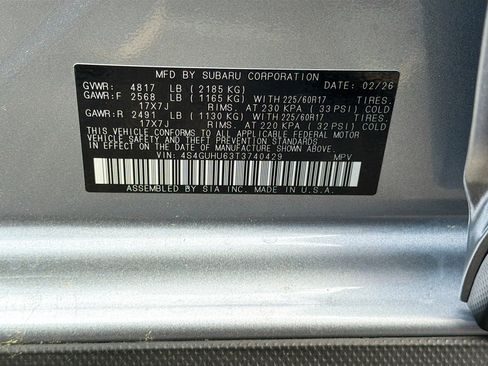 MFD BY SUBARU CORPORATION DATE: 02/26
GVWR: 4817 LB ( 2185 KG)
GAWR:F 2568 LB ( 1165 KG) WITH 225/60R17 TIRES.
17X7J RIMS. AT 230 KPA ( 33 PSI) COLD
GAWR:R 2491 LB ( 1130 KG) WITH 225/60R17 TIRES.
17X7J RIMS. AT 220 KPA ( 32 PSI) COLD
THIS VEHICLE CONFORMS TO ALL APPLICABLE FEDERAL MOTOR
VEHICLE SAFETY AND THEFT PREVENTION STANDARDS
IN EFFECT ON THE DATE OF MANUFACTURE SHOWN ABOVE.
VIN: 4S4GUHU63T3740429 MPV
ASSEMBLED BY SIA INC. MADE IN U.S.A.